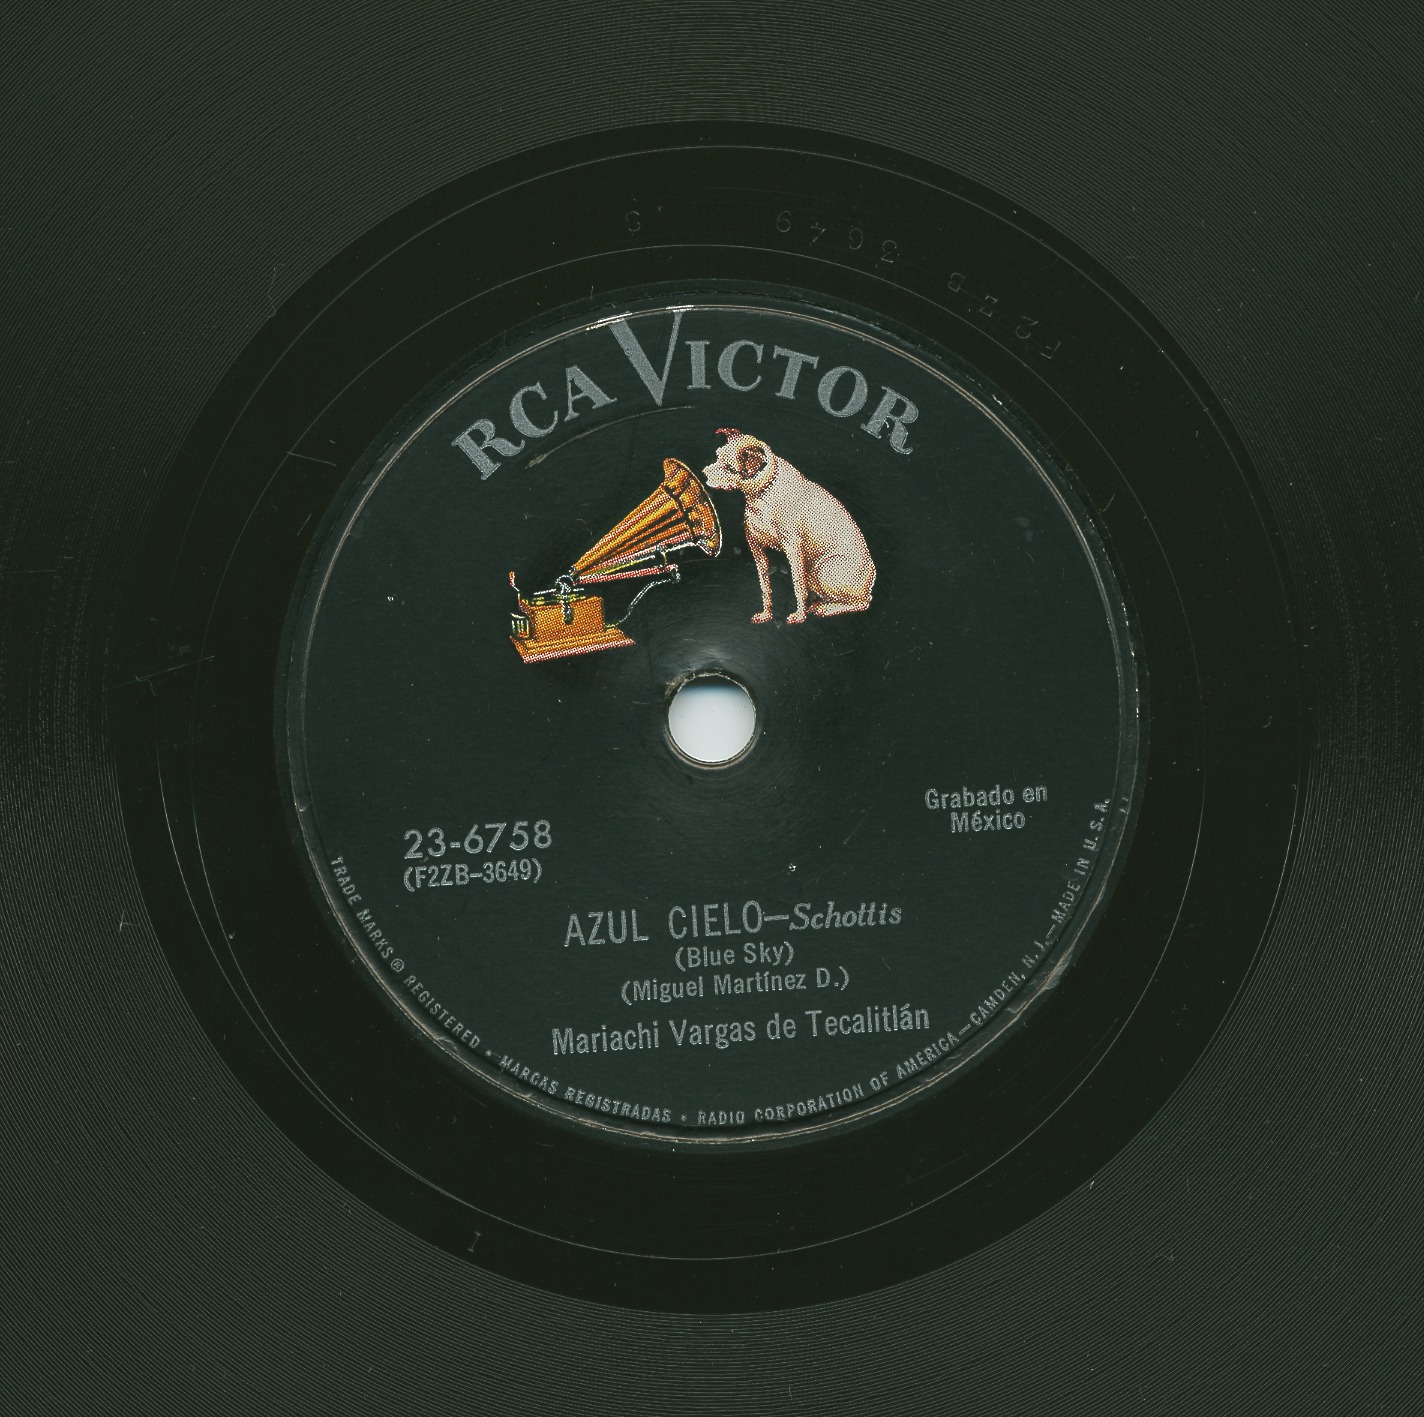 RCA VICTOR
Grabado en
México
23-6758
(F2ZB-3649)
AZUL CIELO—Schottis
(Blue Sky)
(Miguel Martínez D.)
Mariachi Vargas de Tecalitlán
TRADE MARKS ® REGISTERED • MARCAS REGISTRADAS • RADIO CORPORATION OF AMERICA—CAMDEN, N.J.—MADE IN U.S.A.
F2ZB 3649
S
I